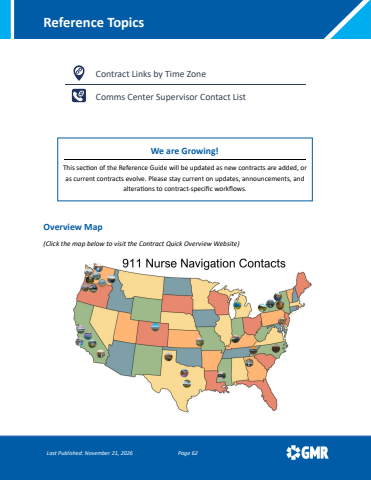 Reference Topics
Contract Links by Time Zone
Comms Center Supervisor Contact List
We are Growing!
This section of the Reference Guide will be updated as new contracts are added, or
as current contracts evolve. Please stay current on updates, announcements, and
alterations to contract-specific workflows.
Overview Map
(Click the map below to visit the Contract Quick Overview Website)
911 Nurse Navigation Contacts
Last Published: November 21, 2026 Page 62
GMR